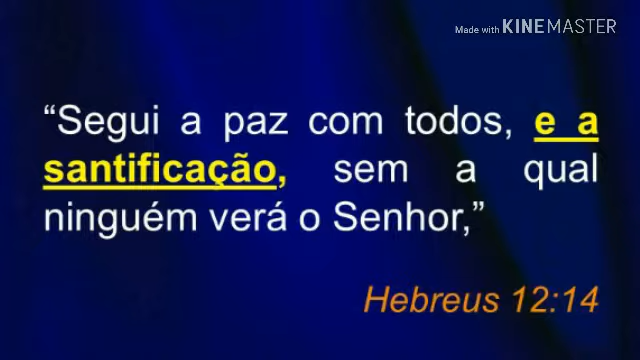 Made with KINEMASTER
“Segui a paz com todos, e a
santificação, sem a qual
ninguém verá o Senhor,”
Hebreus 12:14